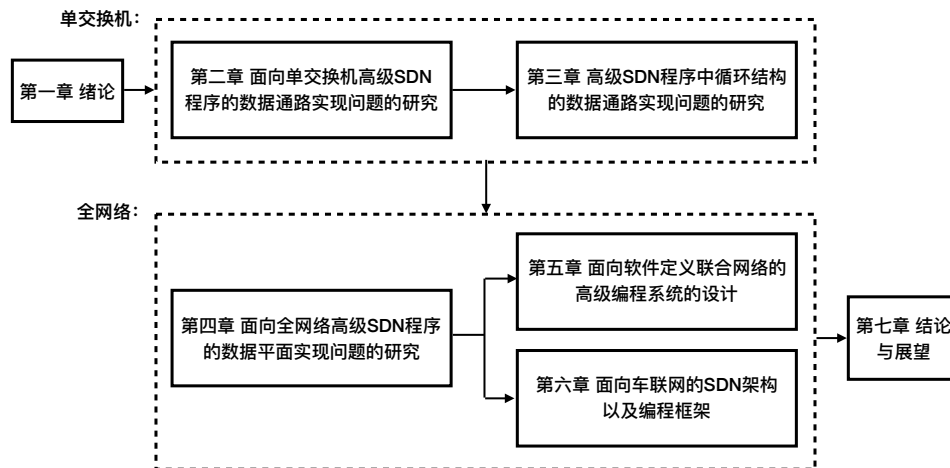 单交换机：
第一章 绪论
第二章 面向单交换机高级SDN
程序的数据通路实现问题的研究
第三章 高级SDN程序中循环结构
的数据通路实现问题的研究
全网络：
第四章 面向全网络高级SDN程序
的数据平面实现问题的研究
第五章 面向软件定义联合网络的
高级编程系统的设计
第六章 面向车联网的SDN架构
以及编程框架
第七章 结论
与展望